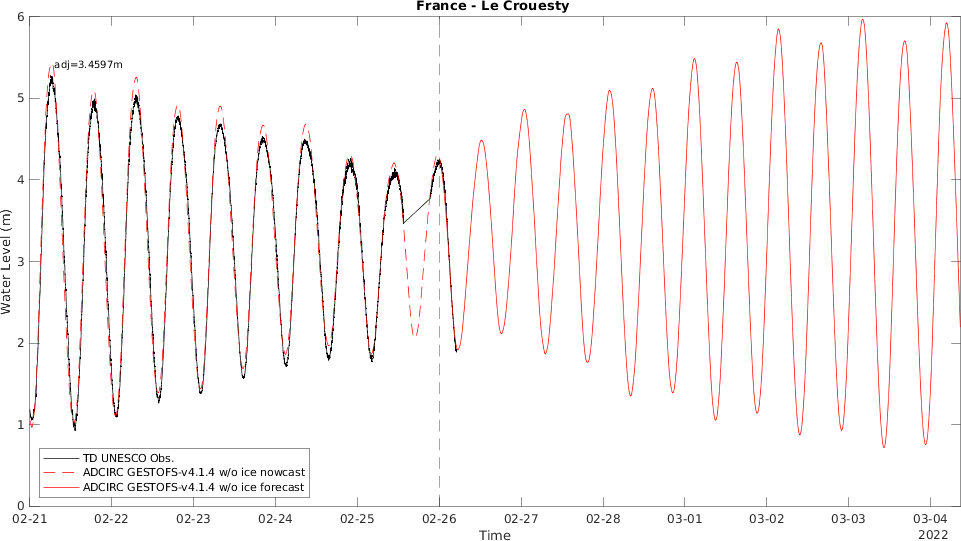 France - Le Crouesty
adj=3.4597m
6
5
4
3
2
1
0
Water Level (m)
TD UNESCO Obs.
ADCIRC GESTOFS-v4.1.4 w/o ice nowcast
ADCIRC GESTOFS-v4.1.4 w/o ice forecast
02-21 02-22 02-23 02-24 02-25 02-26 02-27 02-28 03-01 03-02 03-03 03-04
Time
2022